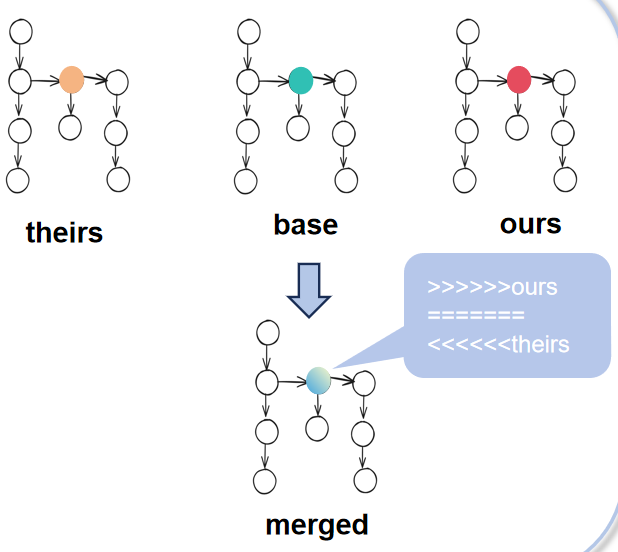 theirs
base
ours
>>>>>>ours
=======
<<<<<<theirs
merged